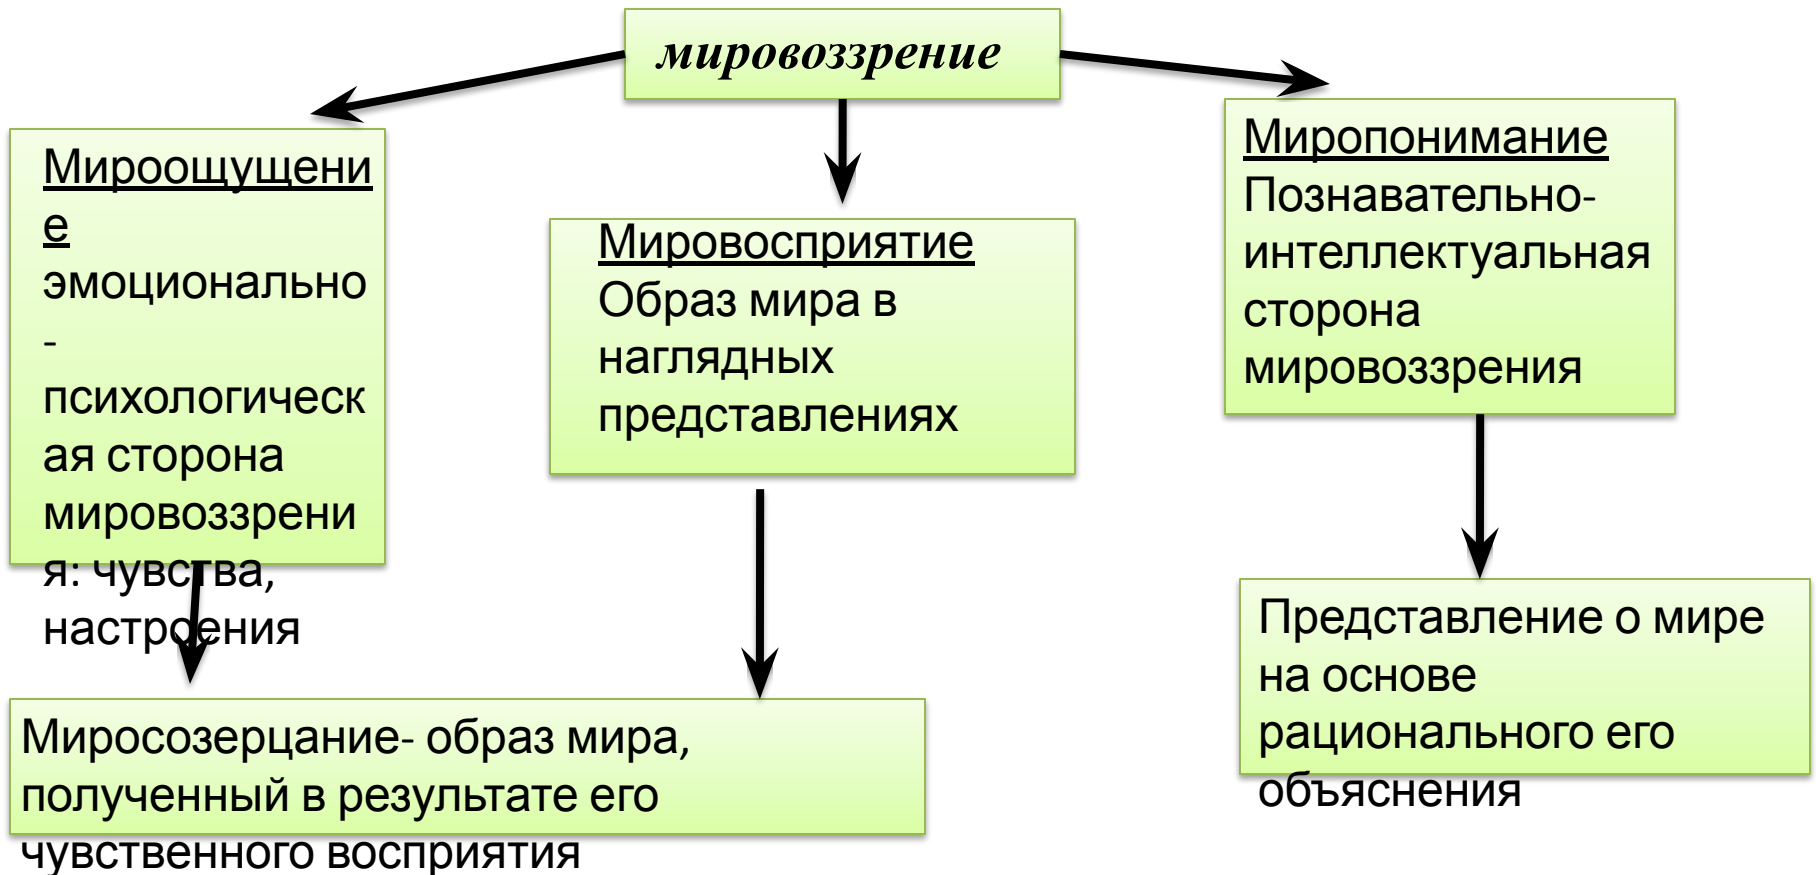 мировоззрение
Мироощущени
е
эмоционально
-
психологическ
ая сторона
мировоззрени
я: чувства,
настроения
Мировосприятие
Образ мира в
наглядных
представлениях
Миропонимание
Познавательно-
интеллектуальная
сторона
мировоззрения
Миросозерцание- образ мира,
полученный в результате его
чувственного восприятия
Представление о мире
на основе
рационального его
объяснения